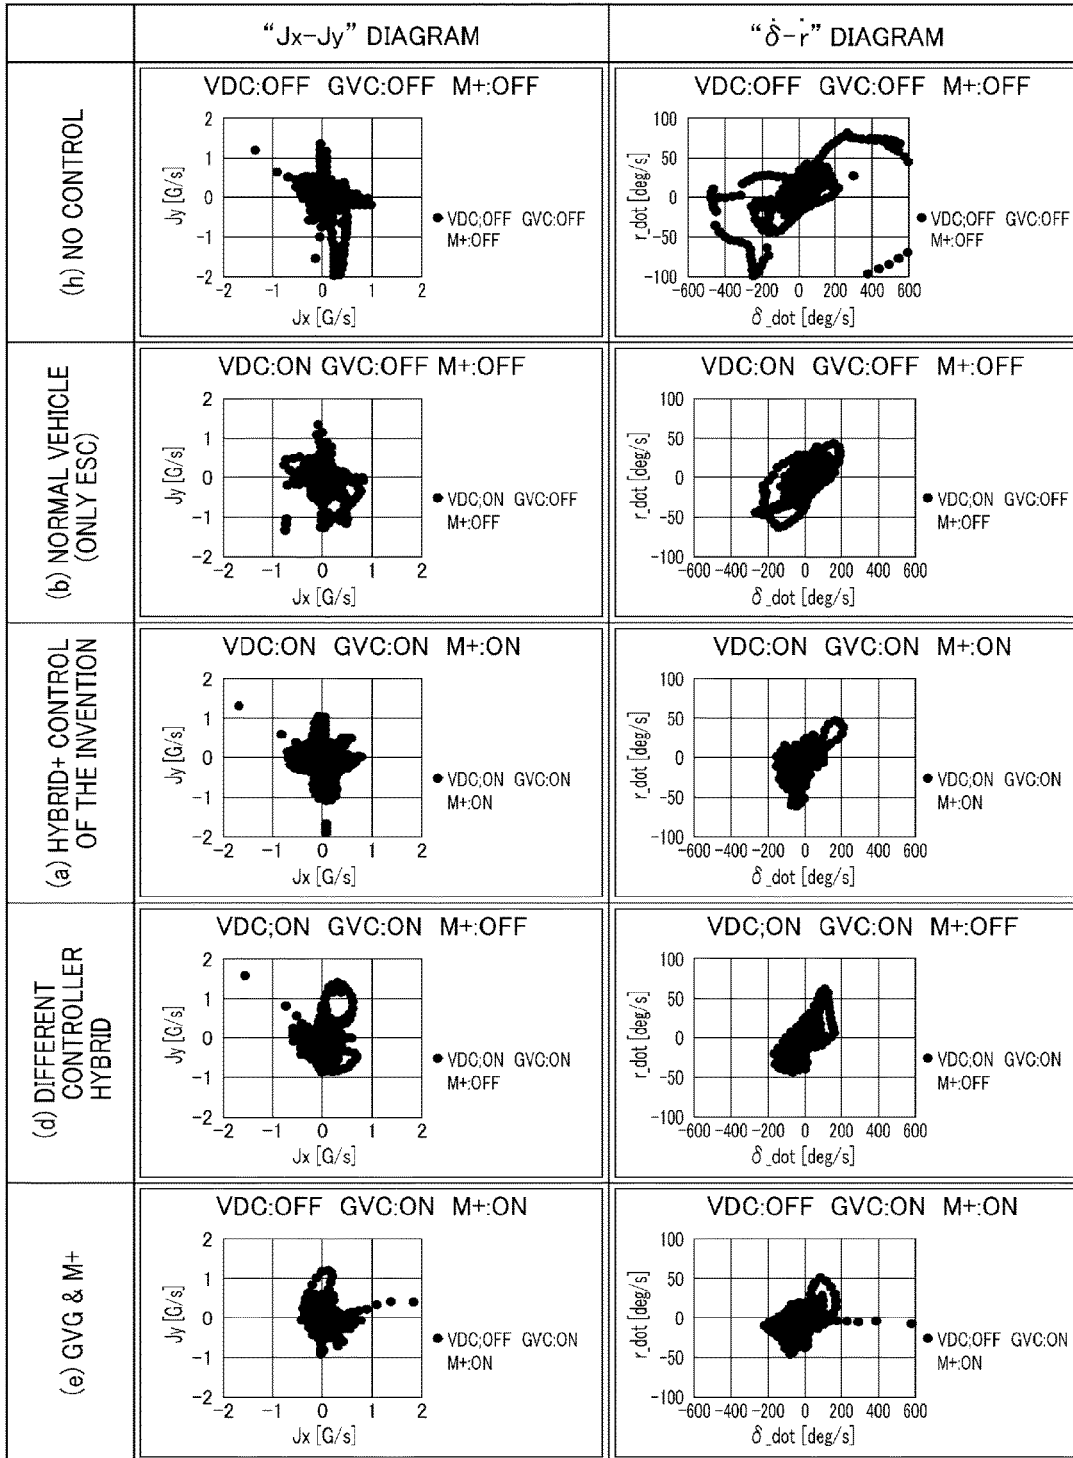 “Jx-Jy” DIAGRAM
“δ̇-ṙ” DIAGRAM
(h) NO CONTROL
VDC:OFF GVC:OFF M+:OFF
2
1
0
-1
-2
Jy [G/s]
-2 -1 0 1 2
Jx [G/s]
VDC;OFF GVC:OFF
M+:OFF
VDC:OFF GVC:OFF M+:OFF
100
50
0
-50
-100
r_dot [deg/s]
-600 -400 -200 0 200 400 600
δ_dot [deg/s]
VDC;OFF GVC:OFF
M+:OFF
(b) NORMAL VEHICLE
(ONLY ESC)
VDC:ON GVC:OFF M+:OFF
2
1
0
-1
-2
Jy [G/s]
-2 -1 0 1 2
Jx [G/s]
VDC;ON GVC:OFF
M+:OFF
VDC:ON GVC:OFF M+:OFF
100
50
0
-50
-100
r_dot [deg/s]
-600 -400 -200 0 200 400 600
δ_dot [deg/s]
VDC;ON GVC:OFF
M+:OFF
(a) HYBRID+ CONTROL
OF THE INVENTION
VDC:ON GVC:ON M+:ON
2
1
0
-1
-2
Jy [G/s]
-2 -1 0 1 2
Jx [G/s]
VDC;ON GVC:ON
M+:ON
VDC:ON GVC:ON M+:ON
100
50
0
-50
-100
r_dot [deg/s]
-600 -400 -200 0 200 400 600
δ_dot [deg/s]
VDC;ON GVC:ON
M+:ON
(d) DIFFERENT
CONTROLLER
HYBRID
VDC;ON GVC:ON M+:OFF
2
1
0
-1
-2
Jy [G/s]
-2 -1 0 1 2
Jx [G/s]
VDC;ON GVC:ON
M+:OFF
VDC;ON GVC:ON M+:OFF
100
50
0
-50
-100
r_dot [deg/s]
-600 -400 -200 0 200 400 600
δ_dot [deg/s]
VDC;ON GVC:ON
M+:OFF
(e) GVG & M+
VDC:OFF GVC:ON M+:ON
2
1
0
-1
-2
Jy [G/s]
-2 -1 0 1 2
Jx [G/s]
VDC;OFF GVC:ON
M+:ON
VDC:OFF GVC:ON M+:ON
100
50
0
-50
-100
r_dot [deg/s]
-600 -400 -200 0 200 400 600
δ_dot [deg/s]
VDC;OFF GVC:ON
M+:ON